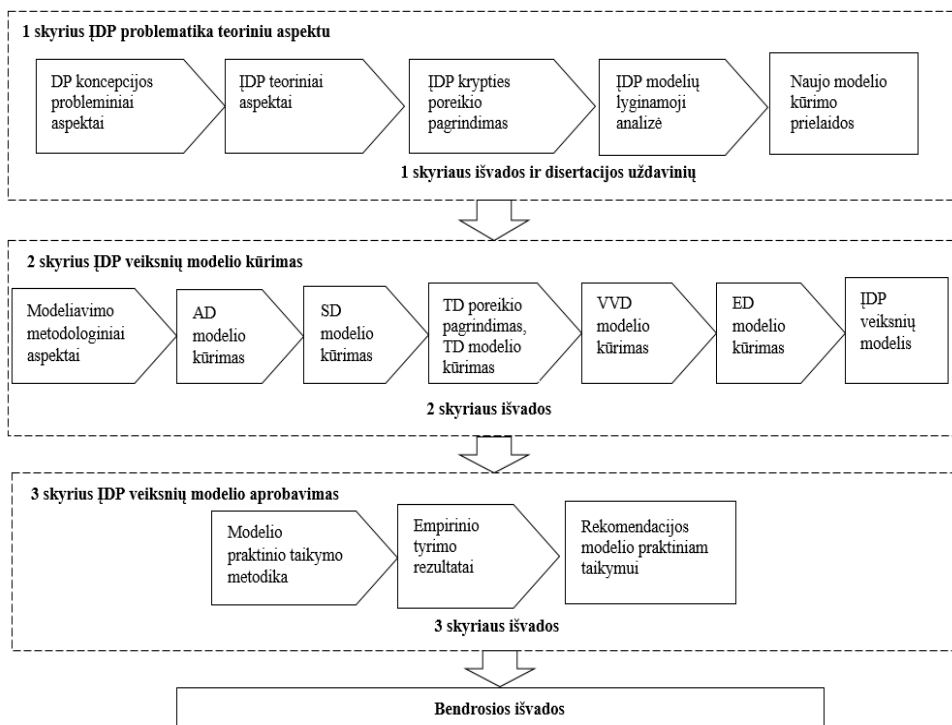 1 skyrius ĮDP problematika teoriniu aspektu
DP koncepcijos
probleminiai
aspektai
ĮDP teoriniai
aspektai
ĮDP krypties
poreikio
pagrindimas
ĮDP modelių
lyginamoji
analizė
Naujo modelio
kūrimo
prielaidos
1 skyriaus išvados ir disertacijos uždavinių
2 skyrius ĮDP veiksnių modelio kūrimas
Modeliavimo
metodologiniai
aspektai
AD
modelio
kūrimas
SD
modelio
kūrimas
TD poreikio
pagrindimas,
TD modelio
kūrimas
VVD
modelio
kūrimas
ED
modelio
kūrimas
ĮDP
veiksnių
modelis
2 skyriaus išvados
3 skyrius ĮDP veiksnių modelio aprobavimas
Modelio
praktinio taikymo
metodika
Empirinio
tyrimo
rezultatai
Rekomendacijos
modelio praktiniam
taikymui
3 skyriaus išvados
Bendrosios išvados